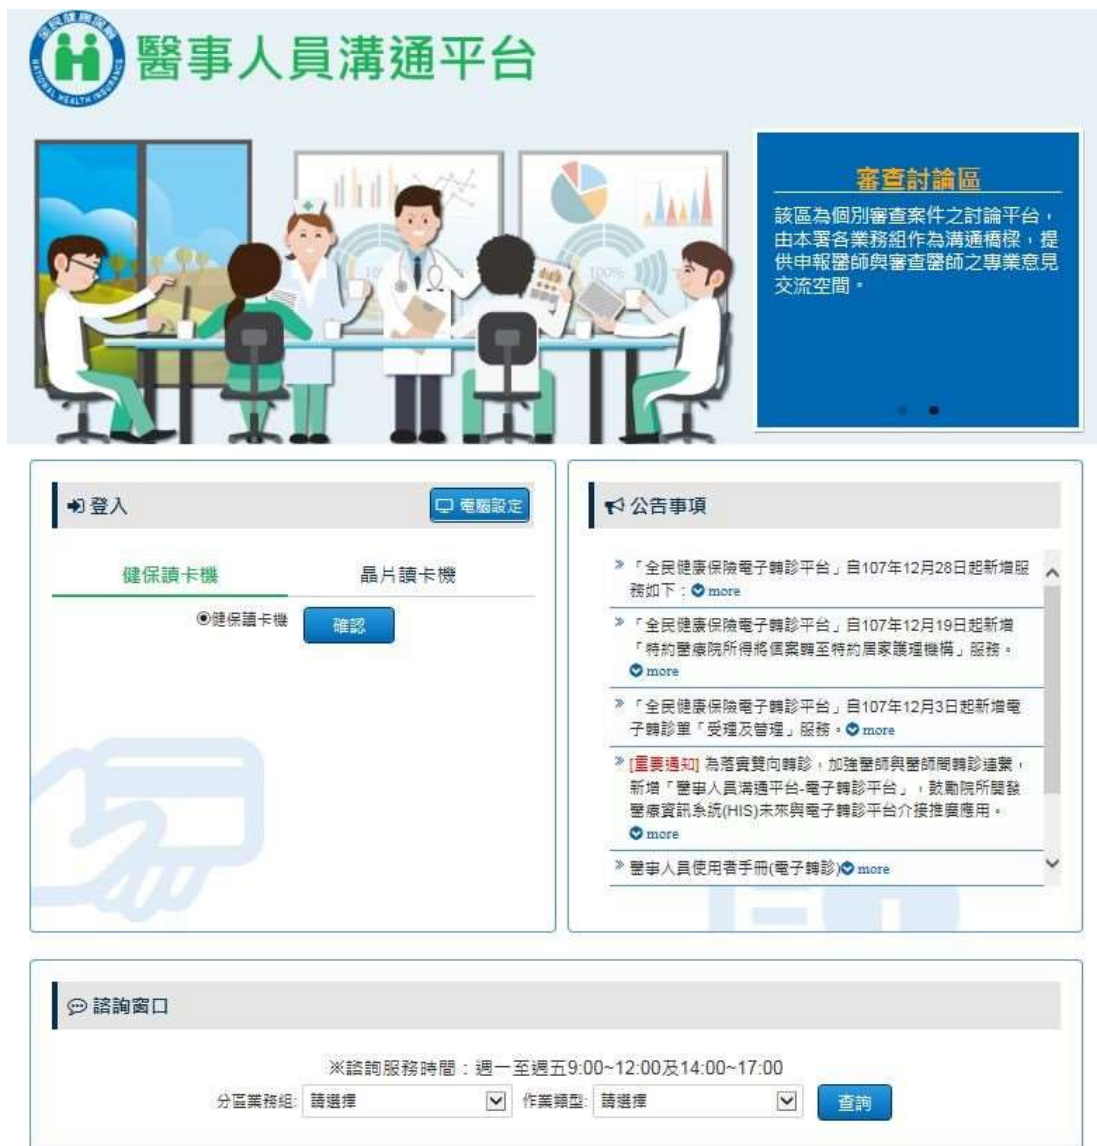 全民健康保險
NATIONAL HEALTH INSURANCE
醫事人員溝通平台
100%
審查討論區
該區為個別審查案件之討論平台，
由本署各業務組作為溝通橋樑，提
供申報醫師與審查醫師之專業意見
交流空間。
登入
電腦設定
健保讀卡機
晶片讀卡機
健保讀卡機
確認
公告事項
「全民健康保險電子轉診平台」自107年12月28日起新增服
務如下：more
「全民健康保險電子轉診平台」自107年12月19日起新增
「特約醫療院所得將個案轉至特約居家護理機構」服務。
more
「全民健康保險電子轉診平台」自107年12月3日起新增電
子轉診單「受理及管理」服務。more
[重要通知] 為落實雙向轉診，加強醫師與醫師間轉診連繫，
新增「醫事人員溝通平台-電子轉診平台」，鼓勵院所開發
醫療資訊系統(HIS)未來與電子轉診平台介接推廣應用。
more
醫事人員使用者手冊(電子轉診)more
諮詢窗口
※諮詢服務時間：週一至週五9:00~12:00及14:00~17:00
分區業務組: 請選擇 作業類型: 請選擇 查詢